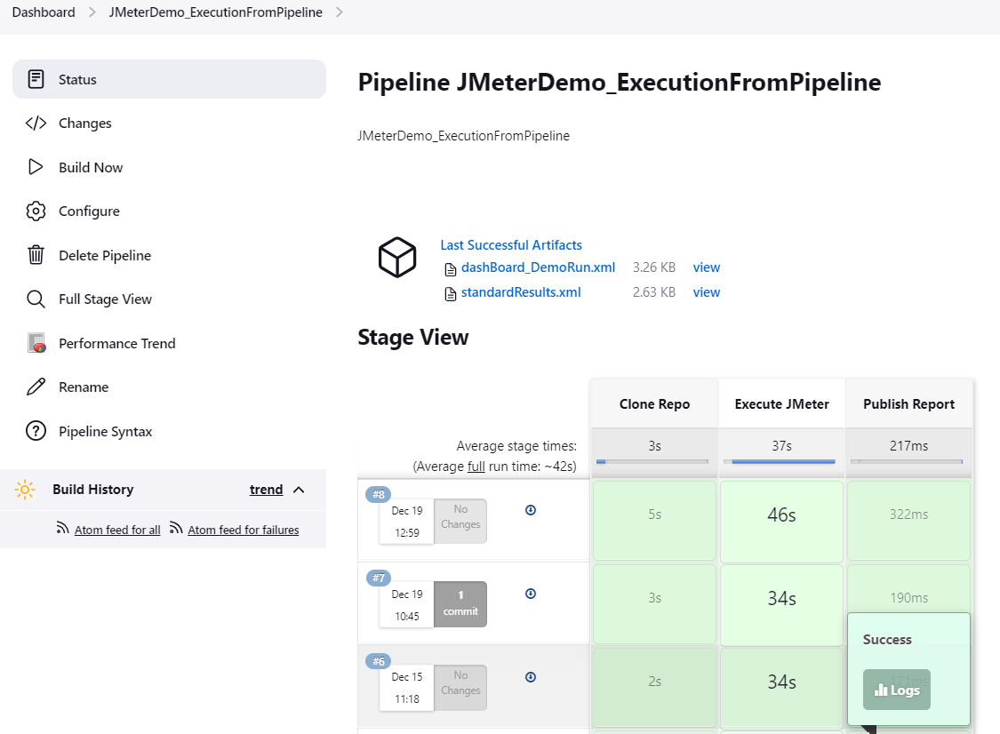 Dashboard > JMeterDemo_ExecutionFromPipeline >
Status
Changes
Build Now
Configure
Delete Pipeline
Full Stage View
Performance Trend
Rename
Pipeline Syntax
Build History trend
Atom feed for all Atom feed for failures
Pipeline JMeterDemo_ExecutionFromPipeline
JMeterDemo_ExecutionFromPipeline
Last Successful Artifacts
dashBoard_DemoRun.xml 3.26 KB view
standardResults.xml 2.63 KB view
Stage View
Clone Repo Execute JMeter Publish Report
Average stage times: 3s 37s 217ms
(Average full run time: ~42s)
#8
Dec 19 No
12:59 Changes
5s 46s 322ms
#7
Dec 19 1
10:45 commit
3s 34s 190ms
#6
Dec 15 No
11:18 Changes
2s 34s 171ms
Success
Logs